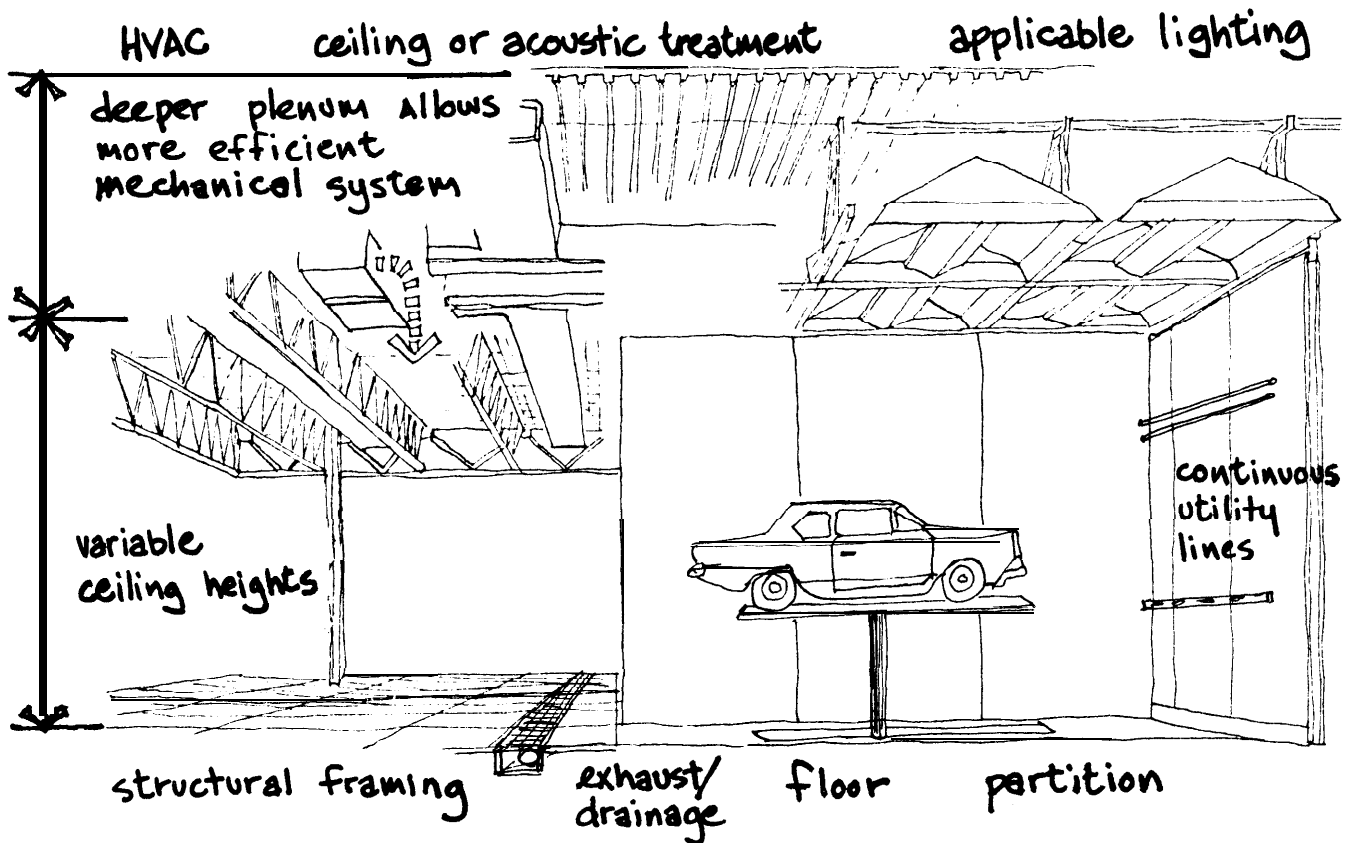 HVAC
ceiling or acoustic treatment
applicable lighting
deeper plenum allows
more efficient
mechanical system
variable
ceiling heights
continuous
utility
lines
structural framing
exhaust/
drainage
floor
partition